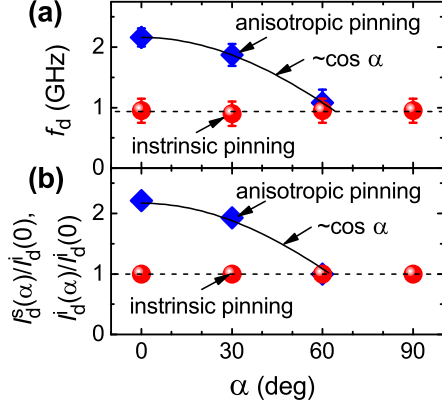 (a)
anisotropic pinning
~cos α
instrinsic pinning
f_d (GHz)
2
1
0
(b)
anisotropic pinning
~cos α
instrinsic pinning
I^s_d(α)/I^i_d(0),
I^i_d(α)/I^i_d(0)
2
1
0
0 30 60 90
α (deg)